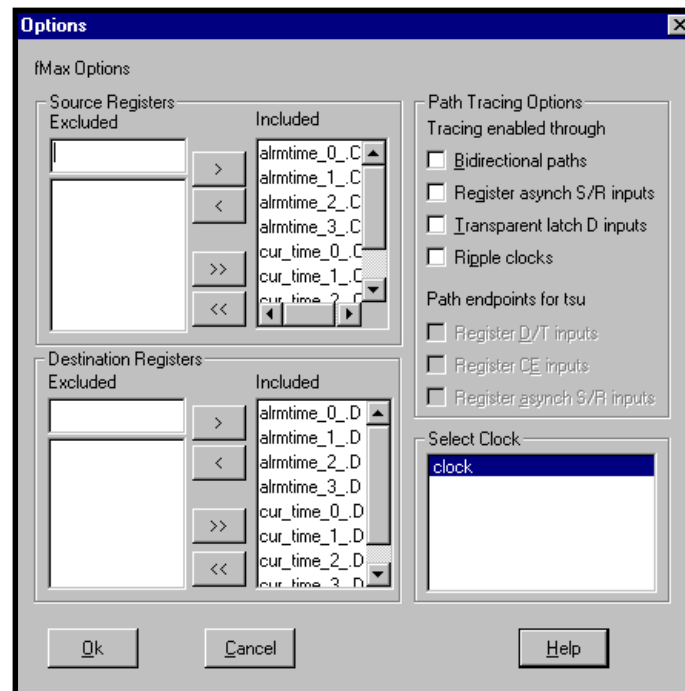 Options
fMax Options
Source Registers
Excluded
Included
>
<
>>
<<
alrmtime_0_.C
alrmtime_1_.C
alrmtime_2_.C
alrmtime_3_.C
cur_time_0_.C
cur_time_1_.C
cur_time_2_.C
Destination Registers
Excluded
Included
>
<
>>
<<
alrmtime_0_.D
alrmtime_1_.D
alrmtime_2_.D
alrmtime_3_.D
cur_time_0_.D
cur_time_1_.D
cur_time_2_.D
cur_time_3_.D
Path Tracing Options
Tracing enabled through
Bidirectional paths
Register asynch S/R inputs
Transparent latch D inputs
Ripple clocks
Path endpoints for tsu
Register D/T inputs
Register CE inputs
Register asynch S/R inputs
Select Clock
clock
Ok
Cancel
Help